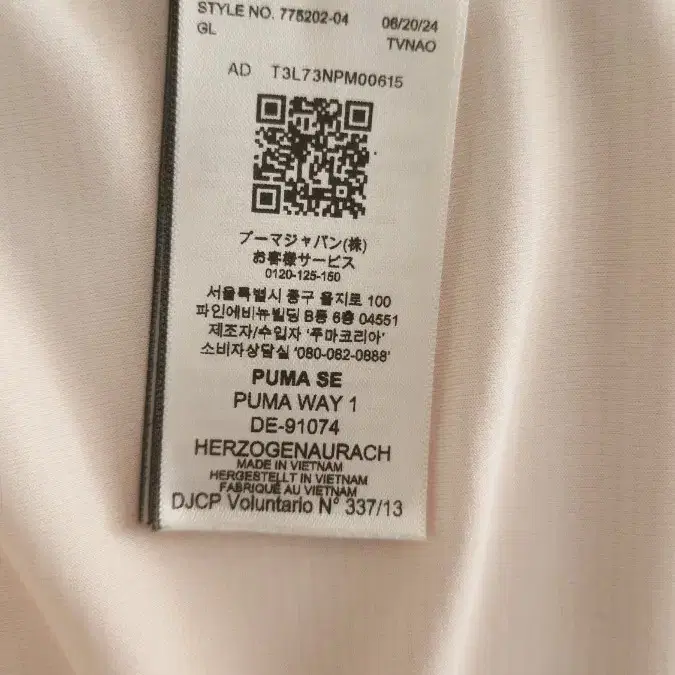 STYLE NO. 775202-04 06/20/24
GL TVNAO
AD T3L73NPM00615
プーマジャパン(株)
お客様サービス
0120-125-150
서울특별시 중구 을지로 100
파인에비뉴빌딩 B동 6층 04551
제조자/수입자 '푸마코리아'
소비자상담실 '080-082-0888'
PUMA SE
PUMA WAY 1
DE-91074
HERZOGENAURACH
MADE IN VIETNAM
HERGESTELLT IN VIETNAM
FABRIQUÉ AU VIETNAM
DJCP Voluntario N° 337/13